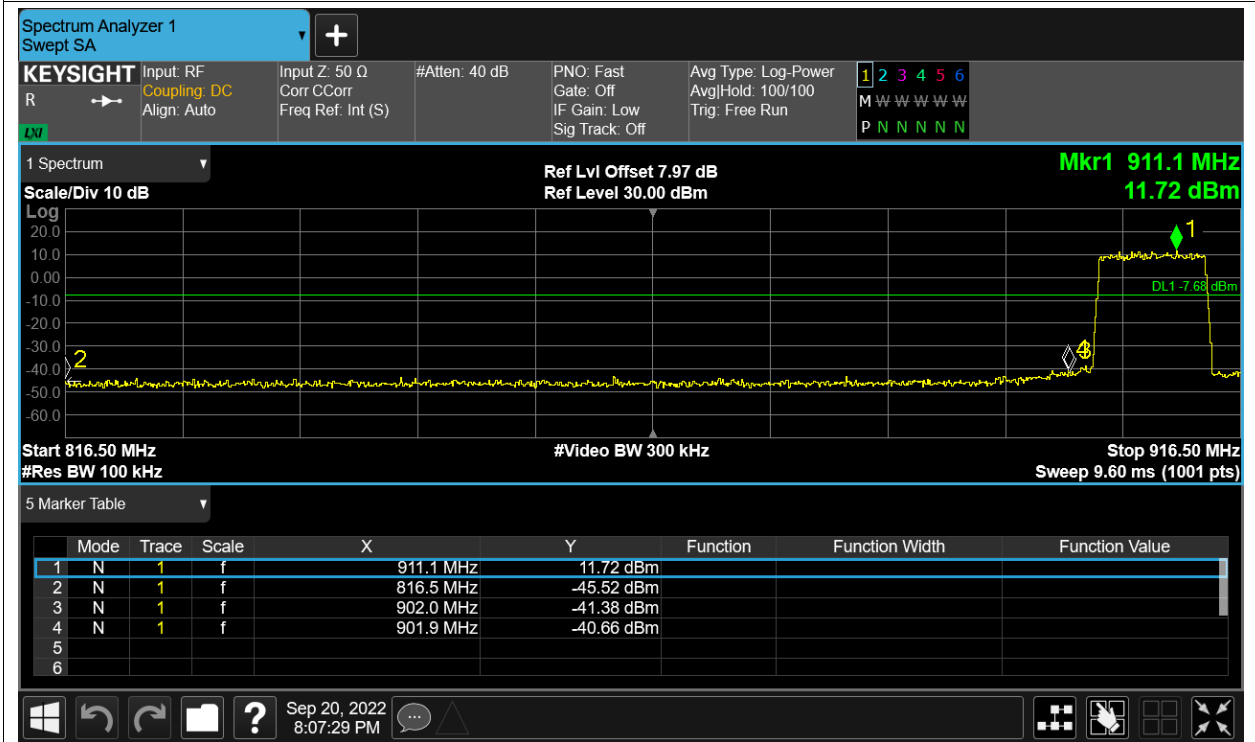 Spectrum Analyzer 1
Swept SA
+
KEYSIGHT Input: RF Input Z: 50 Ω #Atten: 40 dB PNO: Fast Avg Type: Log-Power 1 2 3 4 5 6
R Coupling: DC Corr CCorr Gate: Off Avg|Hold: 100/100 M W W W W W
Align: Auto Freq Ref: Int (S) IF Gain: Low Trig: Free Run
LXI Sig Track: Off P N N N N N
1 Spectrum Ref Lvl Offset 7.97 dB Mkr1 911.1 MHz
Scale/Div 10 dB Ref Level 30.00 dBm 11.72 dBm
Log
20.0 1
10.0
0.00
DL1 -7.68 dBm
-10.0
-20.0
-30.0
2
-40.0
-50.0
-60.0
Start 816.50 MHz #Video BW 300 kHz Stop 916.50 MHz
#Res BW 100 kHz Sweep 9.60 ms (1001 pts)
5 Marker Table
Mode Trace Scale X Y Function Function Width Function Value
1 N 1 f 911.1 MHz 11.72 dBm
2 N 1 f 816.5 MHz -45.52 dBm
3 N 1 f 902.0 MHz -41.38 dBm
4 N 1 f 901.9 MHz -40.66 dBm
5
6
? Sep 20, 2022
8:07:29 PM